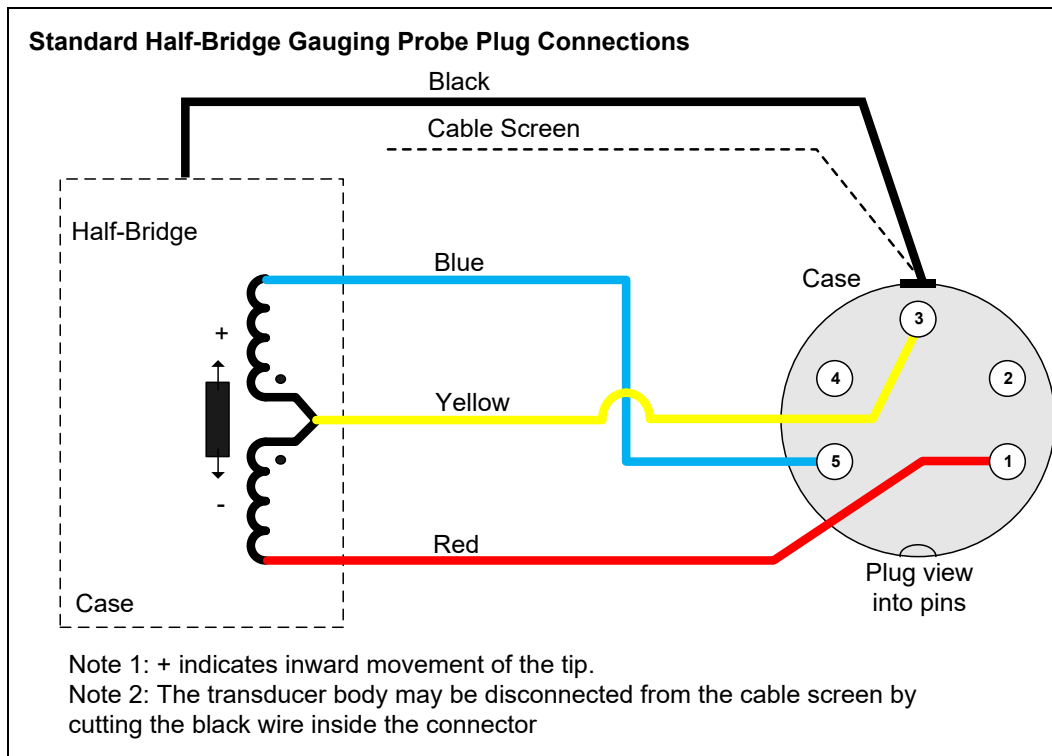 Standard Half-Bridge Gauging Probe Plug Connections
Black
Cable Screen
Half-Bridge
Blue
Case
3
+
4
2
Yellow
5
1
-
Red
Plug view
into pins
Case
Note 1: + indicates inward movement of the tip.
Note 2: The transducer body may be disconnected from the cable screen by
cutting the black wire inside the connector